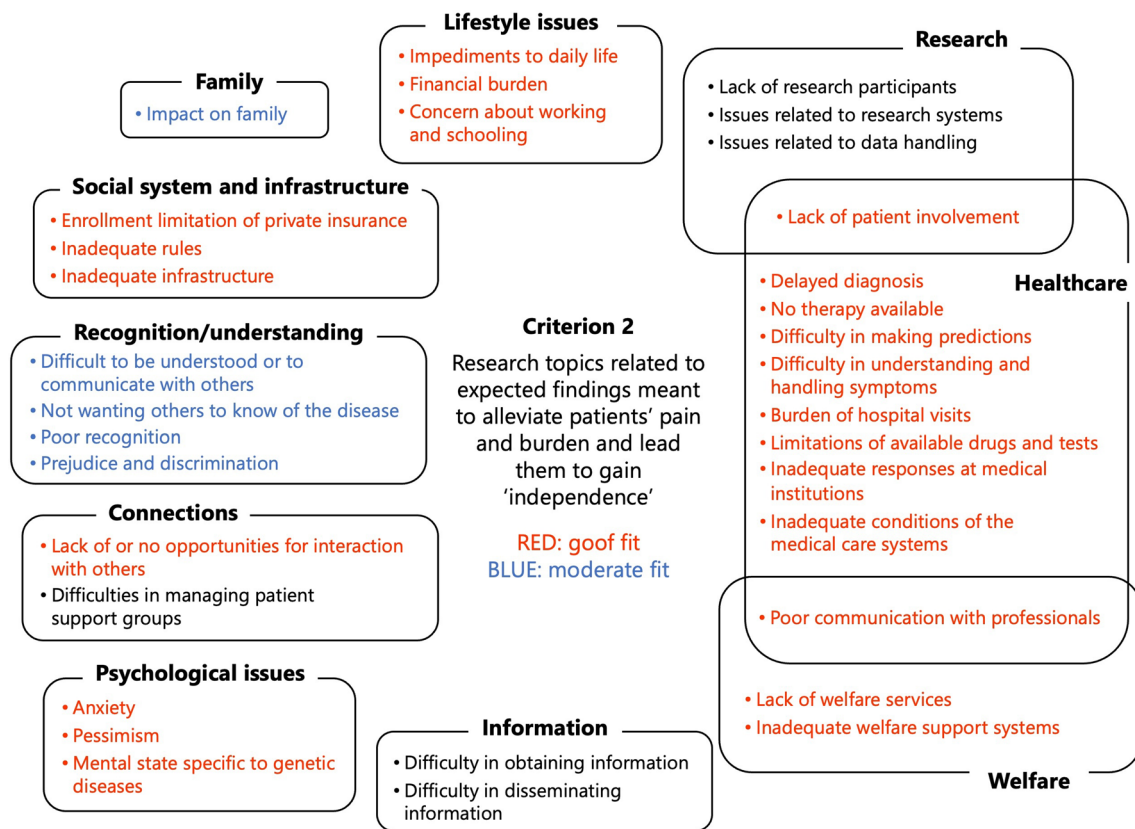 Lifestyle issues
• Impediments to daily life
• Financial burden
• Concern about working
and schooling
Research
• Lack of research participants
• Issues related to research systems
• Issues related to data handling
Family
• Impact on family
Social system and infrastructure
• Enrollment limitation of private insurance
• Inadequate rules
• Inadequate infrastructure
• Lack of patient involvement
Healthcare
• Delayed diagnosis
• No therapy available
• Difficulty in making predictions
• Difficulty in understanding and
handling symptoms
• Burden of hospital visits
• Limitations of available drugs and tests
• Inadequate responses at medical
institutions
• Inadequate conditions of the
medical care systems
Recognition/understanding
• Difficult to be understood or to
communicate with others
• Not wanting others to know of the disease
• Poor recognition
• Prejudice and discrimination
Criterion 2
Research topics related to
expected findings meant
to alleviate patients’ pain
and burden and lead
them to gain
‘independence’
RED: goof fit
BLUE: moderate fit
Connections
• Lack of or no opportunities for interaction
with others
• Difficulties in managing patient
support groups
• Poor communication with professionals
• Lack of welfare services
• Inadequate welfare support systems
Welfare
Psychological issues
• Anxiety
• Pessimism
• Mental state specific to genetic
diseases
Information
• Difficulty in obtaining information
• Difficulty in disseminating
information